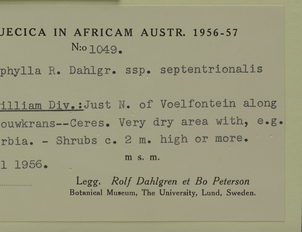 UECICA IN AFRICAM AUSTR. 1956-57
N:o 1049.
phylla R. Dahlgr. ssp. septentrionalis
illiam Div.:Just N. of Voelfontein along
ouwkrans--Ceres. Very dry area with, e.g.
rbia. - Shrubs c. 2 m. high or more.
l 1956.
m s. m.
Legg. Rolf Dahlgren et Bo Peterson
Botanical Museum, The University, Lund, Sweden.